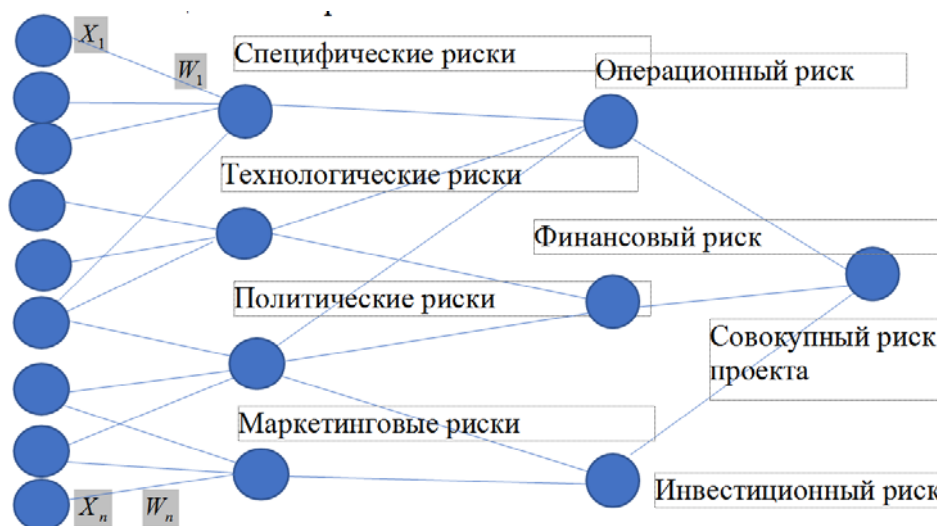 X₁
W₁
Специфические риски
Операционный риск
Технологические риски
Финансовый риск
Политические риски
Совокупный риск
проекта
Маркетинговые риски
Xₙ Wₙ
Инвестиционный риск